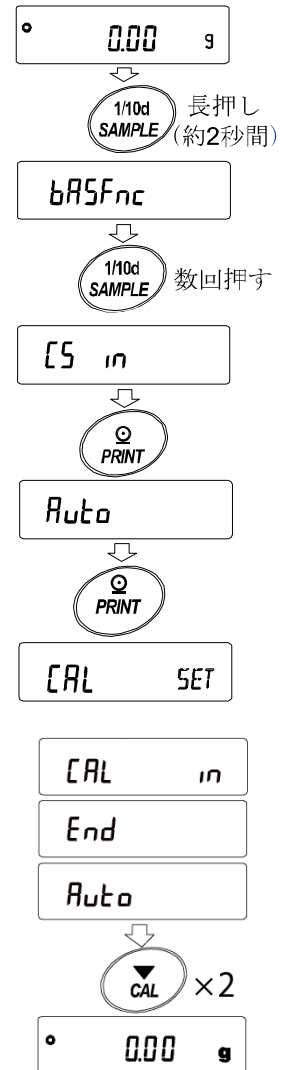 0.00 g
1/10d 長押し
SAMPLE (約2秒間)
bASFnc
1/10d
SAMPLE 数回押す
CS in
PRINT
Auto
PRINT
CAL SET
CAL in
End
Auto
CAL ×2
0.00 g